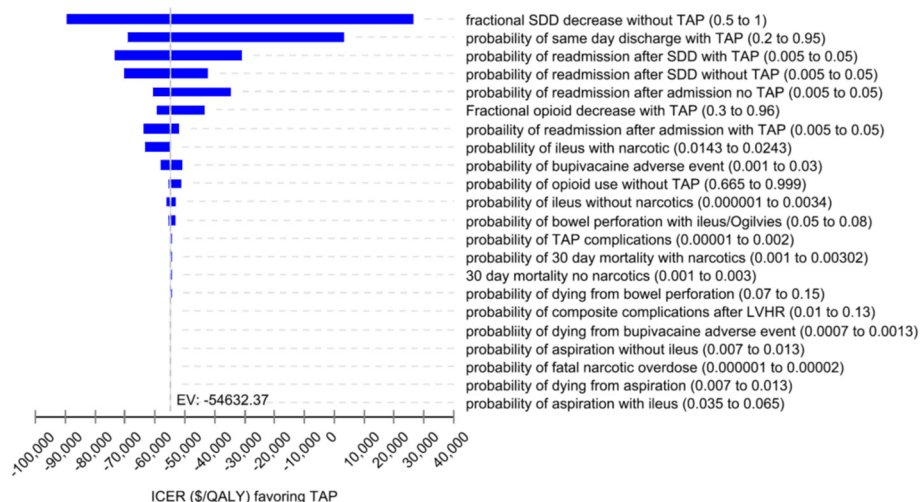 fractional SDD decrease without TAP (0.5 to 1)
probability of same day discharge with TAP (0.2 to 0.95)
probability of readmission after SDD with TAP (0.005 to 0.05)
probability of readmission after SDD without TAP (0.005 to 0.05)
probability of readmission after admission no TAP (0.005 to 0.05)
Fractional opioid decrease with TAP (0.3 to 0.96)
probaility of readmission after admission with TAP (0.005 to 0.05)
probablility of ileus with narcotic (0.0143 to 0.0243)
probability of bupivacaine adverse event (0.001 to 0.03)
probability of opioid use without TAP (0.665 to 0.999)
probability of ileus without narcotics (0.000001 to 0.0034)
probability of bowel perforation with ileus/Ogilvies (0.05 to 0.08)
probability of TAP complications (0.00001 to 0.002)
probability of 30 day mortality with narcotics (0.001 to 0.00302)
30 day mortality no narcotics (0.001 to 0.003)
probability of dying from bowel perforation (0.07 to 0.15)
probability of composite complications after LVHR (0.01 to 0.13)
probabliity of dying from bupivacaine adverse event (0.0007 to 0.0013)
probability of aspiration without ileus (0.007 to 0.013)
probability of fatal narcotic overdose (0.000001 to 0.00002)
probability of dying from aspiration (0.007 to 0.013)
probability of aspiration with ileus (0.035 to 0.065)
EV: -54632.37
-100,000 -90,000 -80,000 -70,000 -60,000 -50,000 -40,000 -30,000 -20,000 -10,000 0 10,000 20,000 30,000 40,000
ICER ($/QALY) favoring TAP